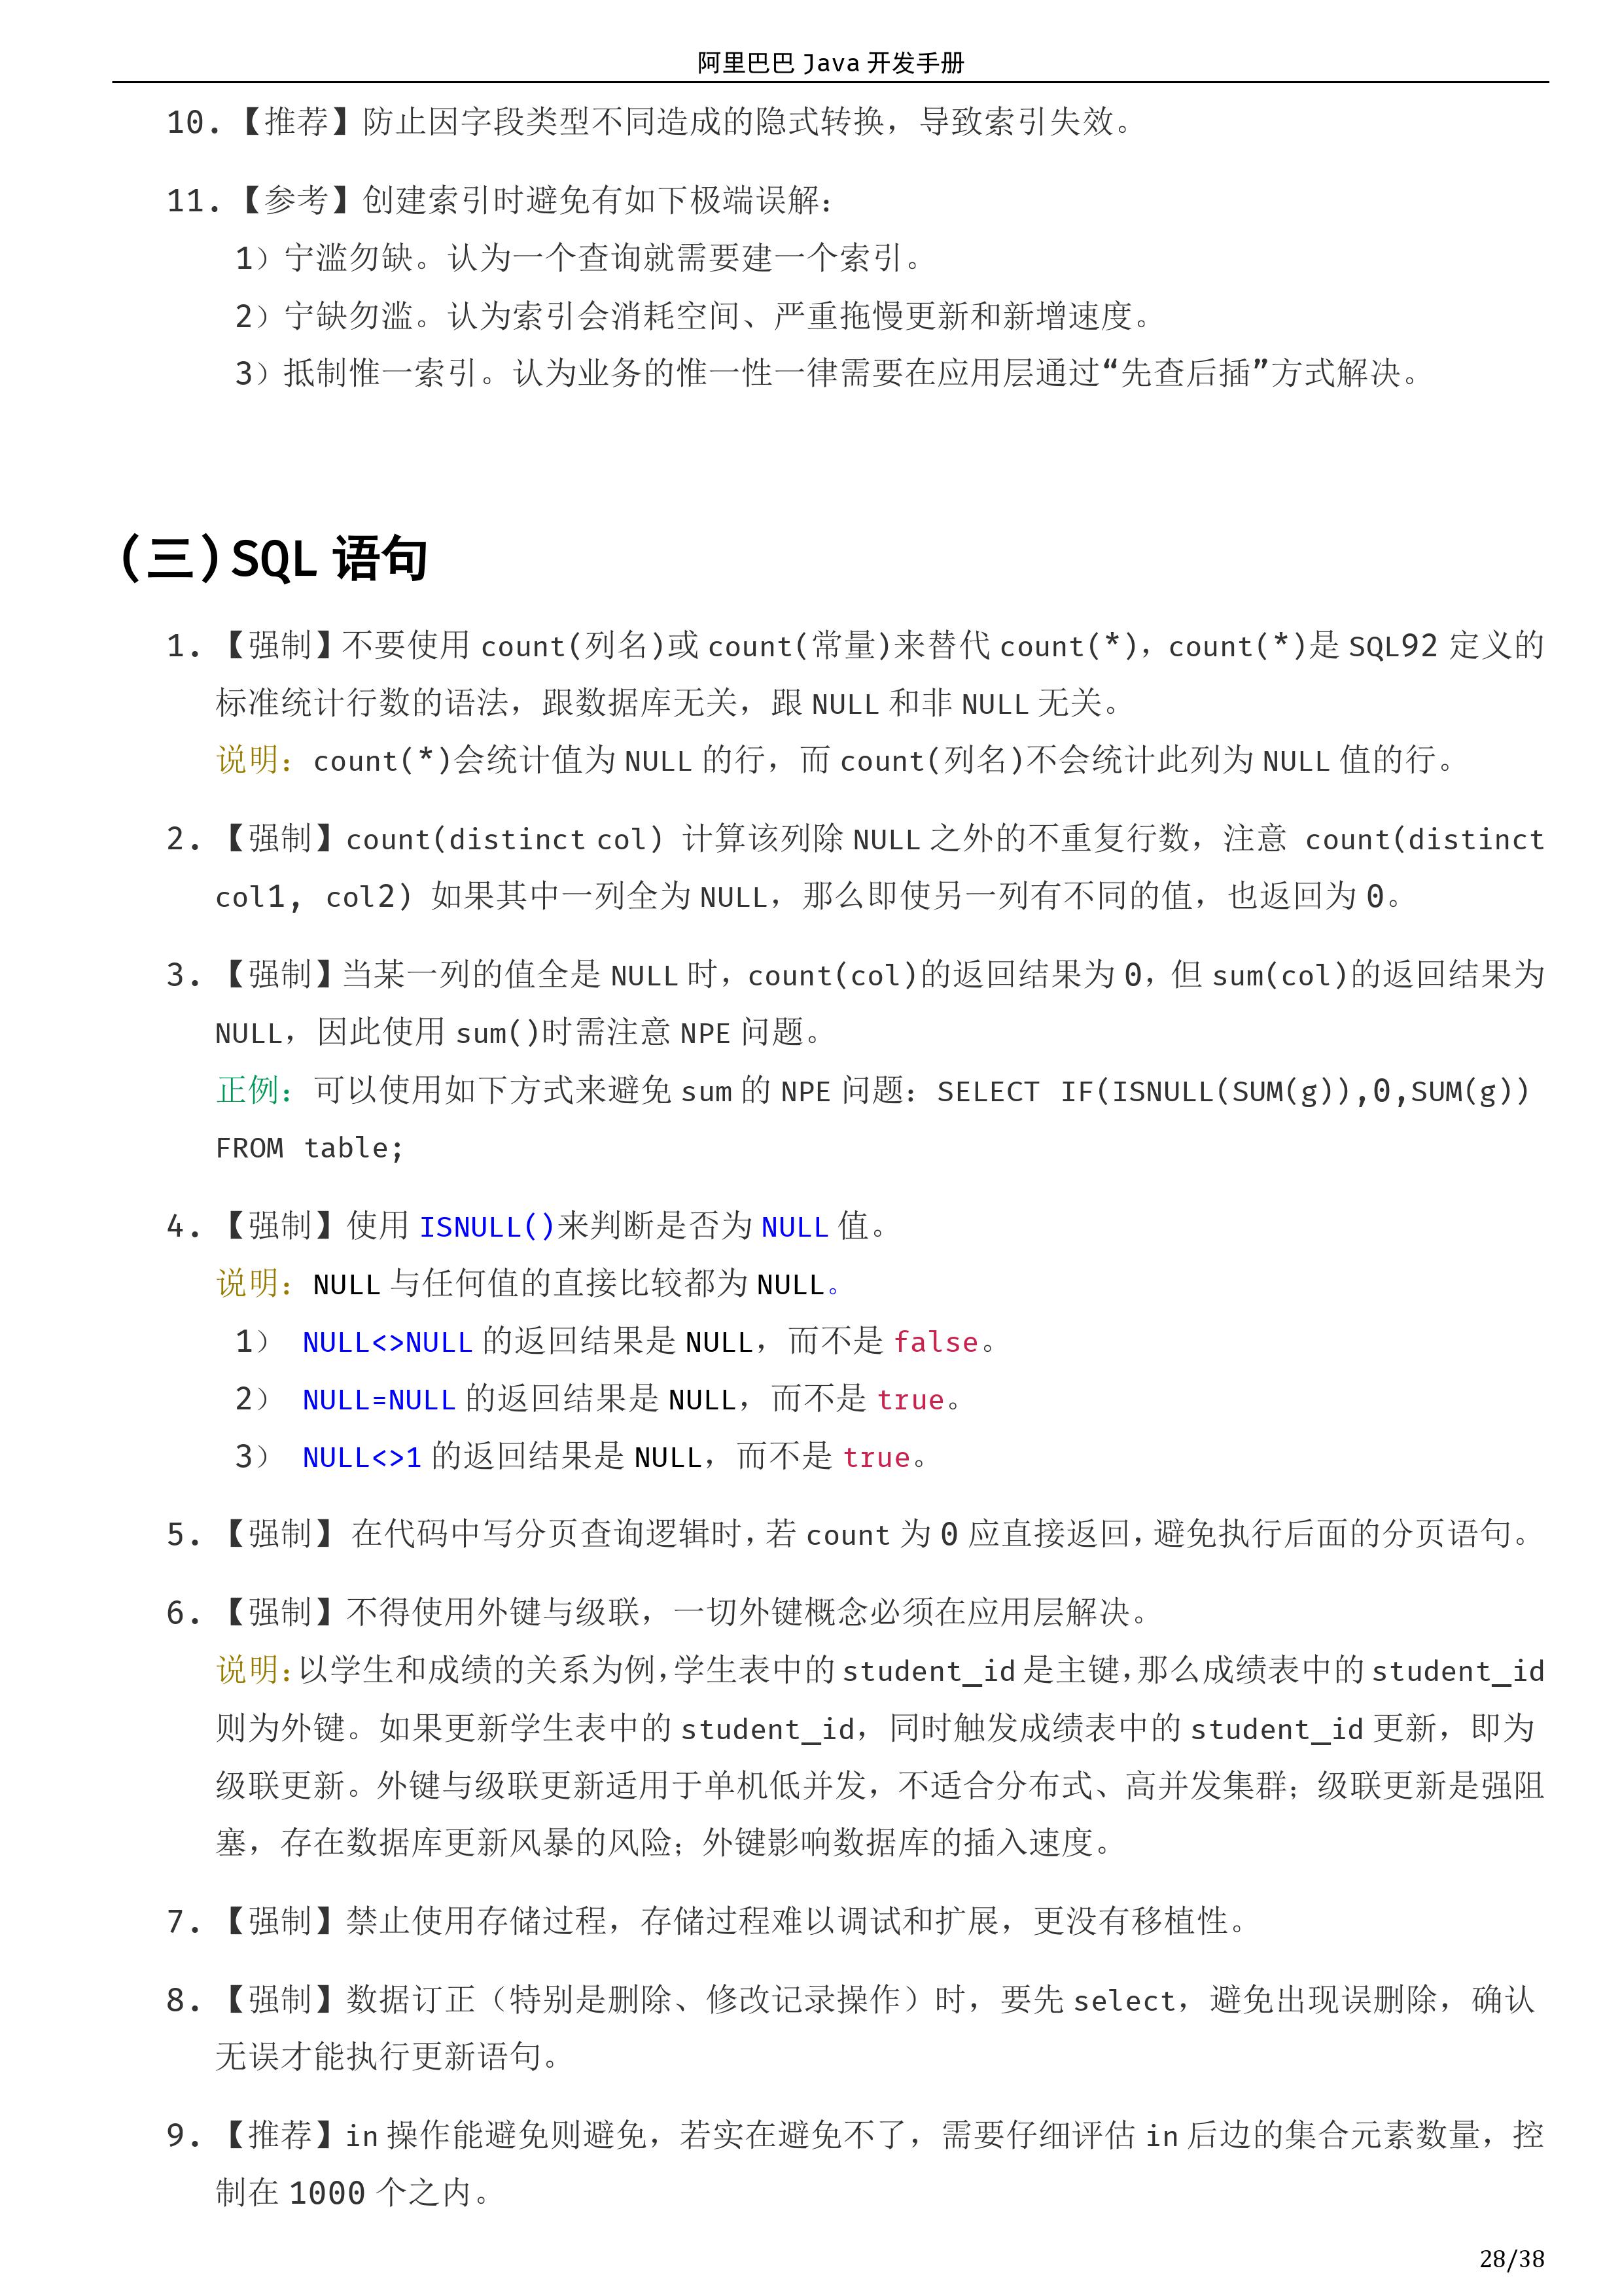 阿里巴巴 Java 开发手册
10.【推荐】防止因字段类型不同造成的隐式转换，导致索引失效。
11.【参考】创建索引时避免有如下极端误解：
1）宁滥勿缺。认为一个查询就需要建一个索引。
2）宁缺勿滥。认为索引会消耗空间、严重拖慢更新和新增速度。
3）抵制惟一索引。认为业务的惟一性一律需要在应用层通过“先查后插”方式解决。
(三)SQL 语句
1. 【强制】不要使用 count(列名)或 count(常量)来替代 count(*)，count(*)是 SQL92 定义的
标准统计行数的语法，跟数据库无关，跟 NULL 和非 NULL 无关。
说明：count(*)会统计值为 NULL 的行，而 count(列名)不会统计此列为 NULL 值的行。
2. 【强制】count(distinct col) 计算该列除 NULL 之外的不重复行数，注意 count(distinct
col1, col2) 如果其中一列全为 NULL，那么即使另一列有不同的值，也返回为 0。
3. 【强制】当某一列的值全是 NULL 时，count(col)的返回结果为 0，但 sum(col)的返回结果为
NULL，因此使用 sum()时需注意 NPE 问题。
正例：可以使用如下方式来避免 sum 的 NPE 问题：SELECT IF(ISNULL(SUM(g)),0,SUM(g))
FROM table;
4. 【强制】使用 ISNULL()来判断是否为 NULL 值。
说明：NULL 与任何值的直接比较都为 NULL。
1） NULL<>NULL 的返回结果是 NULL，而不是 false。
2） NULL=NULL 的返回结果是 NULL，而不是 true。
3） NULL<>1 的返回结果是 NULL，而不是 true。
5. 【强制】 在代码中写分页查询逻辑时，若 count 为 0 应直接返回，避免执行后面的分页语句。
6. 【强制】不得使用外键与级联，一切外键概念必须在应用层解决。
说明：以学生和成绩的关系为例，学生表中的 student_id 是主键，那么成绩表中的 student_id
则为外键。如果更新学生表中的 student_id，同时触发成绩表中的 student_id 更新，即为
级联更新。外键与级联更新适用于单机低并发，不适合分布式、高并发集群；级联更新是强阻
塞，存在数据库更新风暴的风险；外键影响数据库的插入速度。
7. 【强制】禁止使用存储过程，存储过程难以调试和扩展，更没有移植性。
8. 【强制】数据订正（特别是删除、修改记录操作）时，要先 select，避免出现误删除，确认
无误才能执行更新语句。
9. 【推荐】in 操作能避免则避免，若实在避免不了，需要仔细评估 in 后边的集合元素数量，控
制在 1000 个之内。
28/38